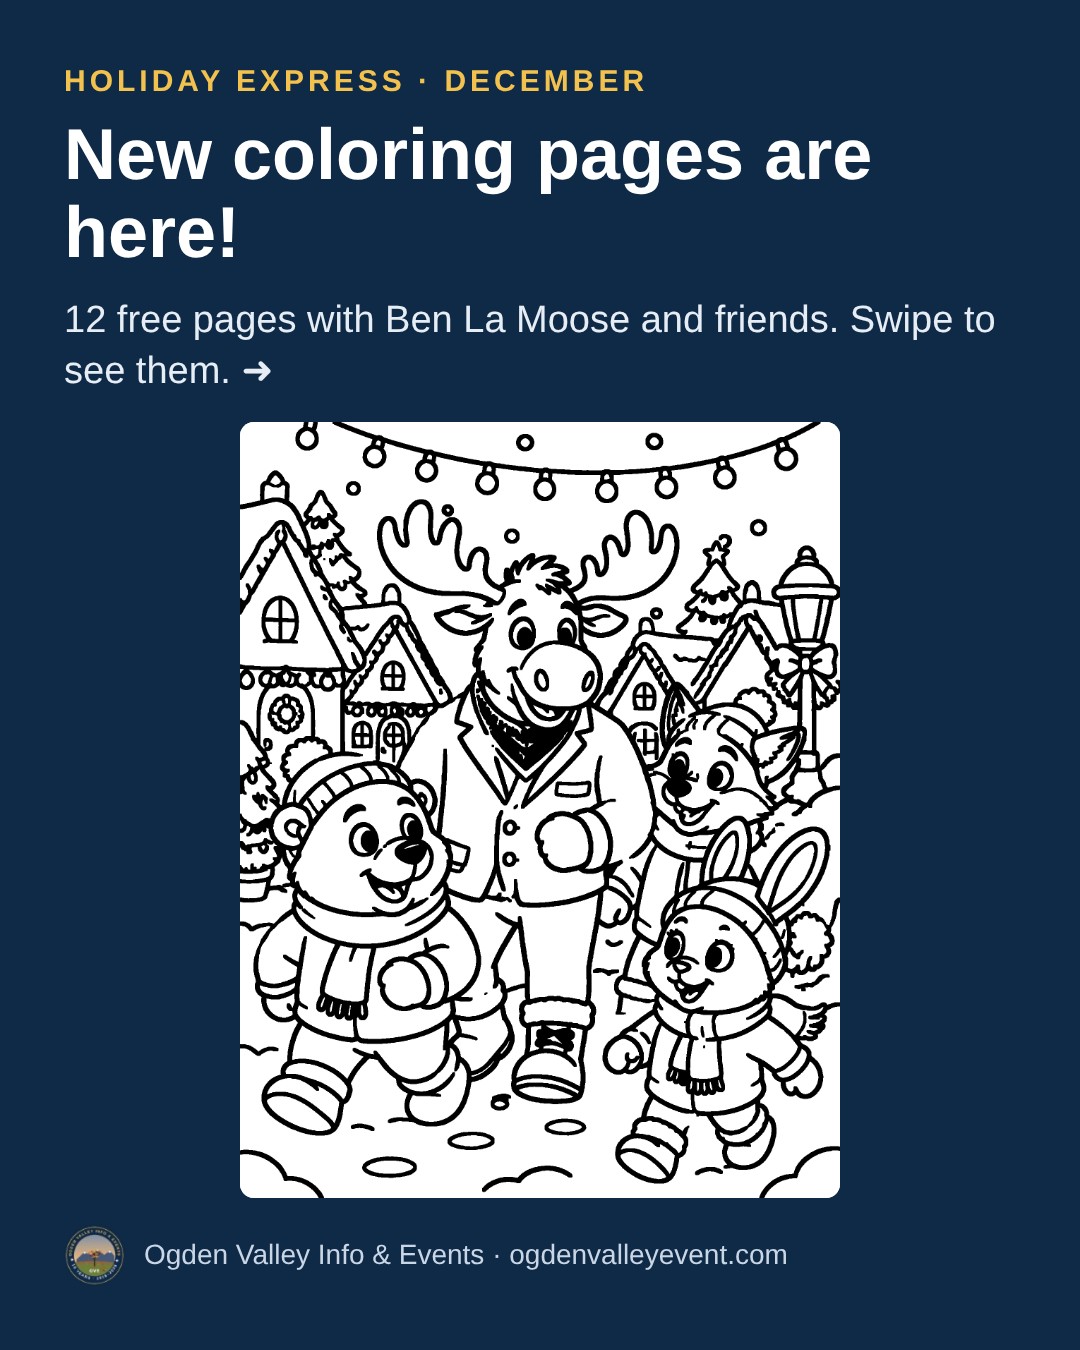 HOLIDAY EXPRESS · DECEMBER
New coloring pages are
here!
12 free pages with Ben La Moose and friends. Swipe to
see them. ➜
Ogden Valley Info & Events · ogdenvalleyevent.com